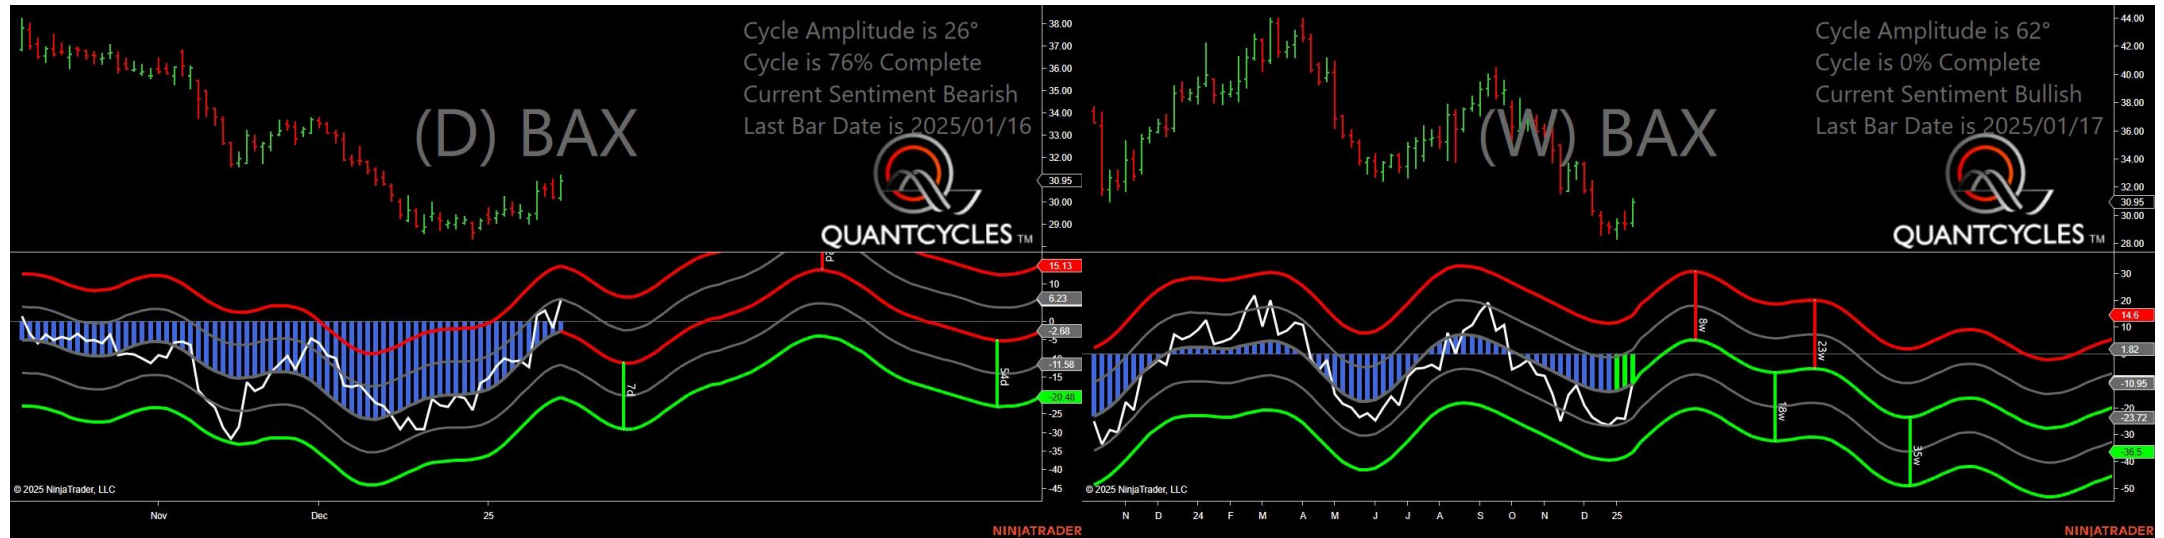 Cycle Amplitude is 26°
Cycle is 76% Complete
Current Sentiment Bearish
Last Bar Date is 2025/01/16
(D) BAX
QUANTCYCLES TM
38.00
37.00
36.00
35.00
34.00
33.00
32.00
30.95
30.00
29.00
15.13
10
6.23
0
-2.68
-5
-11.58
-15
-20.48
-25
-30
-35
-40
-45
7d
54d
© 2025 NinjaTrader, LLC
Nov
Dec
25
NINJATRADER
Cycle Amplitude is 62°
Cycle is 0% Complete
Current Sentiment Bullish
Last Bar Date is 2025/01/17
(W) BAX
QUANTCYCLES TM
44.00
42.00
40.00
38.00
36.00
34.00
32.00
30.95
30.00
28.00
30
20
14.6
10
1.82
-10.95
-20
-23.72
-30
-36.5
-40
-50
8w
23w
18w
35w
© 2025 NinjaTrader, LLC
N D 24 F M A M J J A S O N D 25
NINJATRADER